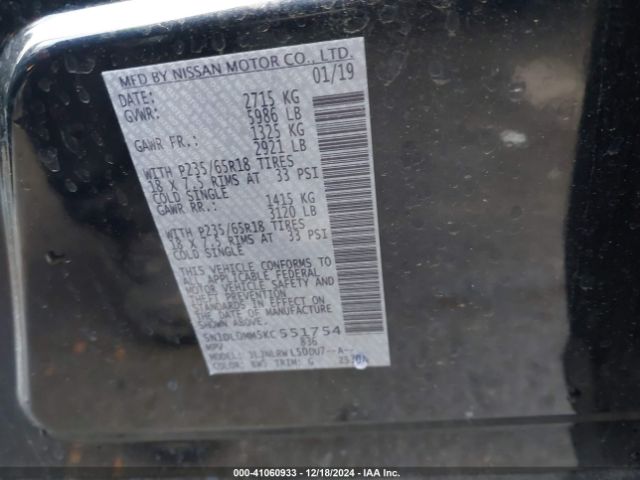 MFD BY NISSAN MOTOR CO., LTD.
DATE: 01/19
GVWR: 2715 KG
5986 LB
GAWR FR.: 1325 KG
2921 LB
WITH P235/65R18 TIRES
18 X 7.5 RIMS AT 33 PSI
COLD SINGLE
GAWR RR.: 1415 KG
3120 LB
WITH P235/65R18 TIRES
18 X 7.5 RIMS AT 33 PSI
COLD SINGLE
THIS VEHICLE CONFORMS TO
ALL APPLICABLE FEDERAL
MOTOR VEHICLE SAFETY AND
THEFT PREVENTION
STANDARDS IN EFFECT ON
THE DATE OF MANUFACTURE
SHOWN ABOVE.
5N1DL0MM5KC551754
MPV 836
COLOR: TRIM: G
000-41060933 • 12/18/2024 - IAA Inc.